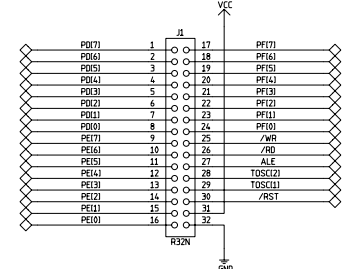 VCC
J1
PD[7] 1 17 PF[7]
PD[6] 2 18 PF[6]
PD[5] 3 19 PF[5]
PD[4] 4 20 PF[4]
PD[3] 5 21 PF[3]
PD[2] 6 22 PF[2]
PD[1] 7 23 PF[1]
PD[0] 8 24 PF[0]
PE[7] 9 25 /WR
PE[6] 10 26 /RD
PE[5] 11 27 ALE
PE[4] 12 28 TOSC[2]
PE[3] 13 29 TOSC[1]
PE[2] 14 30 /RST
PE[1] 15 31
PE[0] 16 32
R32N
GND